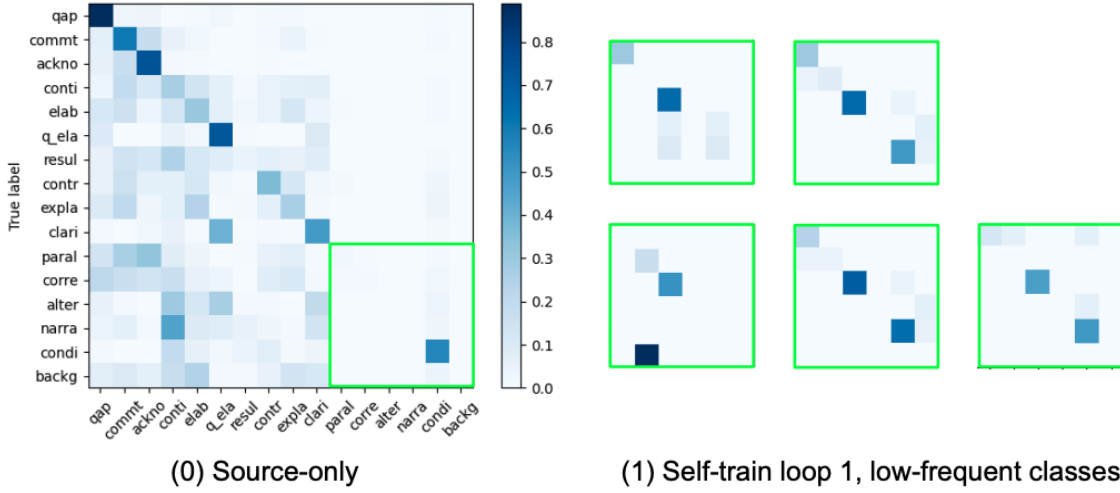 qap
commt
ackno
conti
elab
q_ela
resul
contr
expla
clari
paral
corre
alter
narra
condi
backg
True label
0.8
0.7
0.6
0.5
0.4
0.3
0.2
0.1
0.0
qap commt ackno conti elab q_ela resul contr expla clari paral corre alter narra condi backg
(0) Source-only
(1) Self-train loop 1, low-frequent classes